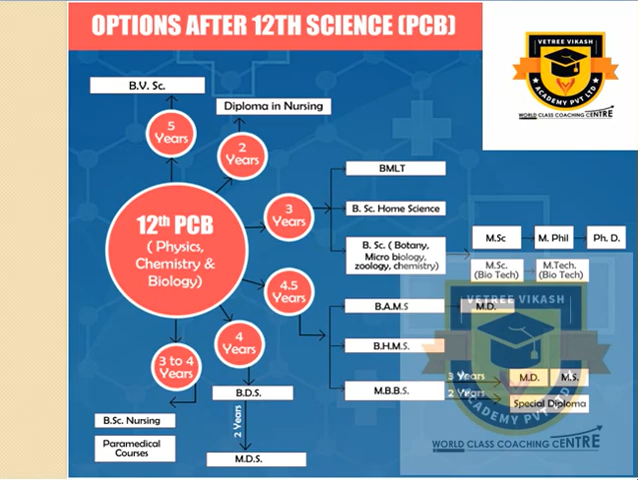 OPTIONS AFTER 12TH SCIENCE (PCB)
VETREE VIKASH
ACADEMY PVT LTD
WORLD CLASS COACHING CENTRE
B.V. Sc.
Diploma in Nursing
5
Years
2
Years
12th PCB
( Physics,
Chemistry &
Biology)
3
Years
BMLT
B. Sc. Home Science
B. Sc. ( Botany,
Micro biology,
zoology, chemistry)
M.Sc
M. Phil
Ph. D.
M.Sc.
(Bio Tech)
M.Tech.
(Bio Tech)
4.5
Years
B.A.M.S
M.D.
B.H.M.S.
M.B.B.S.
3 Years
M.D.
M.S.
2 Years
Special Diploma
4
Years
B.D.S.
2 Years
M.D.S.
3 to 4
Years
B.Sc. Nursing
Paramedical
Courses
VETREE VIKASH
ACADEMY PVT LTD
WORLD CLASS COACHING CENTRE